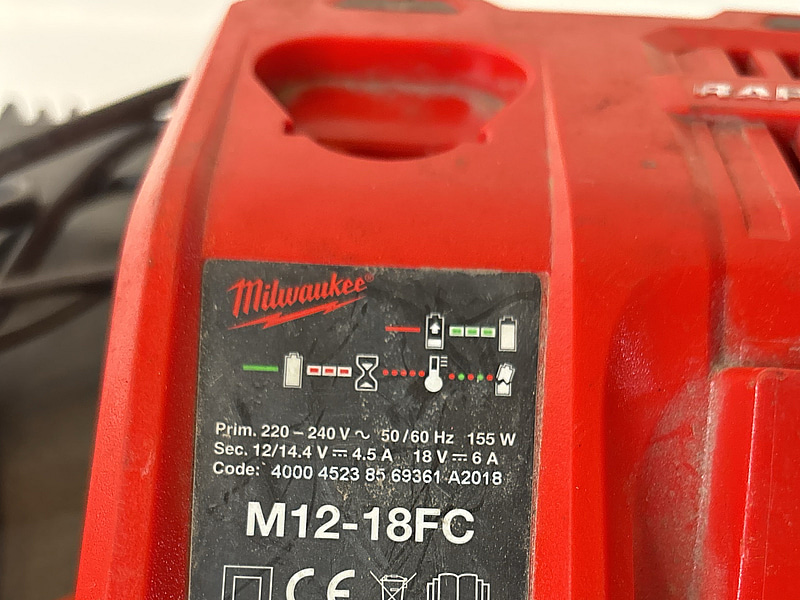 Milwaukee®
Prim. 220 – 240 V ~ 50/60 Hz 155 W
Sec. 12/14.4 V ⎓ 4.5 A 18 V ⎓ 6 A
Code: 4000 4523 85 69361 A2018
M12-18FC
CE